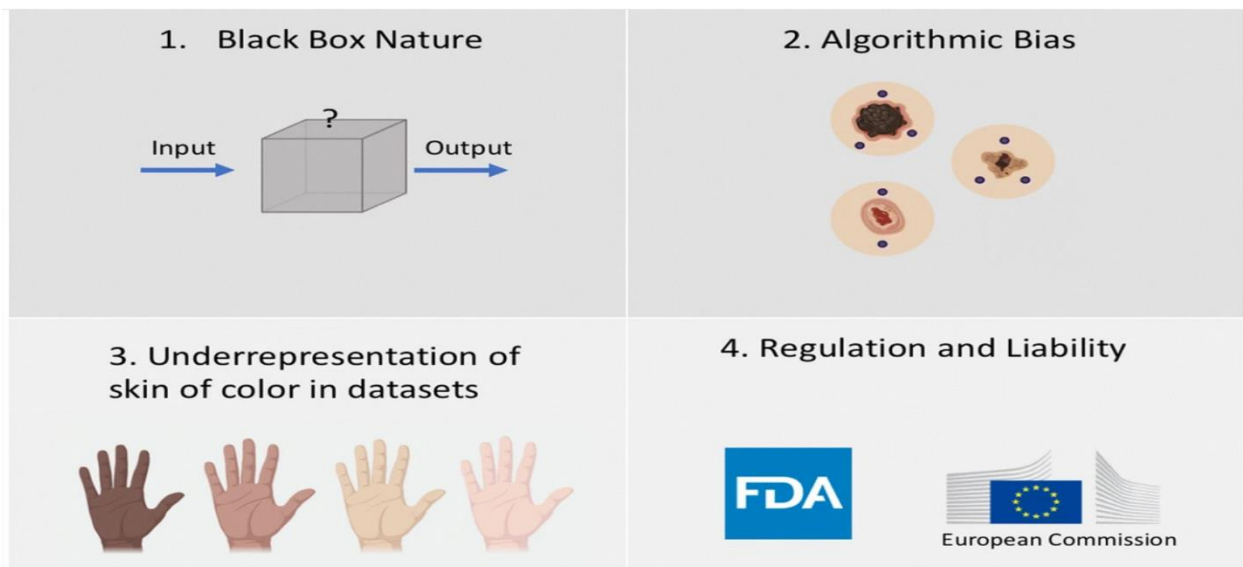 1. Black Box Nature
?
Input
Output
2. Algorithmic Bias
3. Underrepresentation of
skin of color in datasets
4. Regulation and Liability
FDA
European Commission